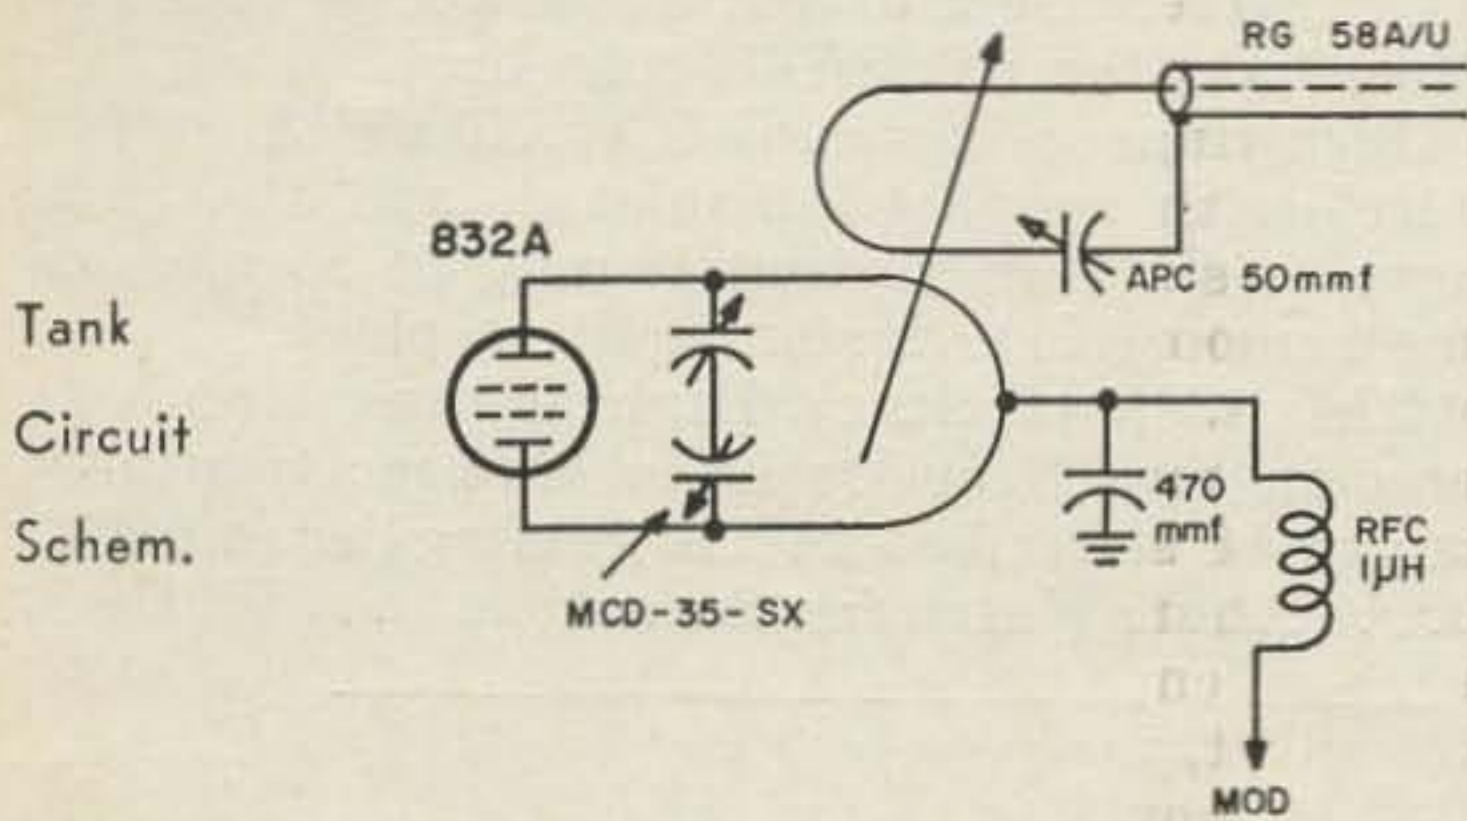 RG 58A/U
832A
APC 50mmf
Tank
Circuit
Schem.
470
mmf
RFC
1µH
MCD-35-SX
MOD